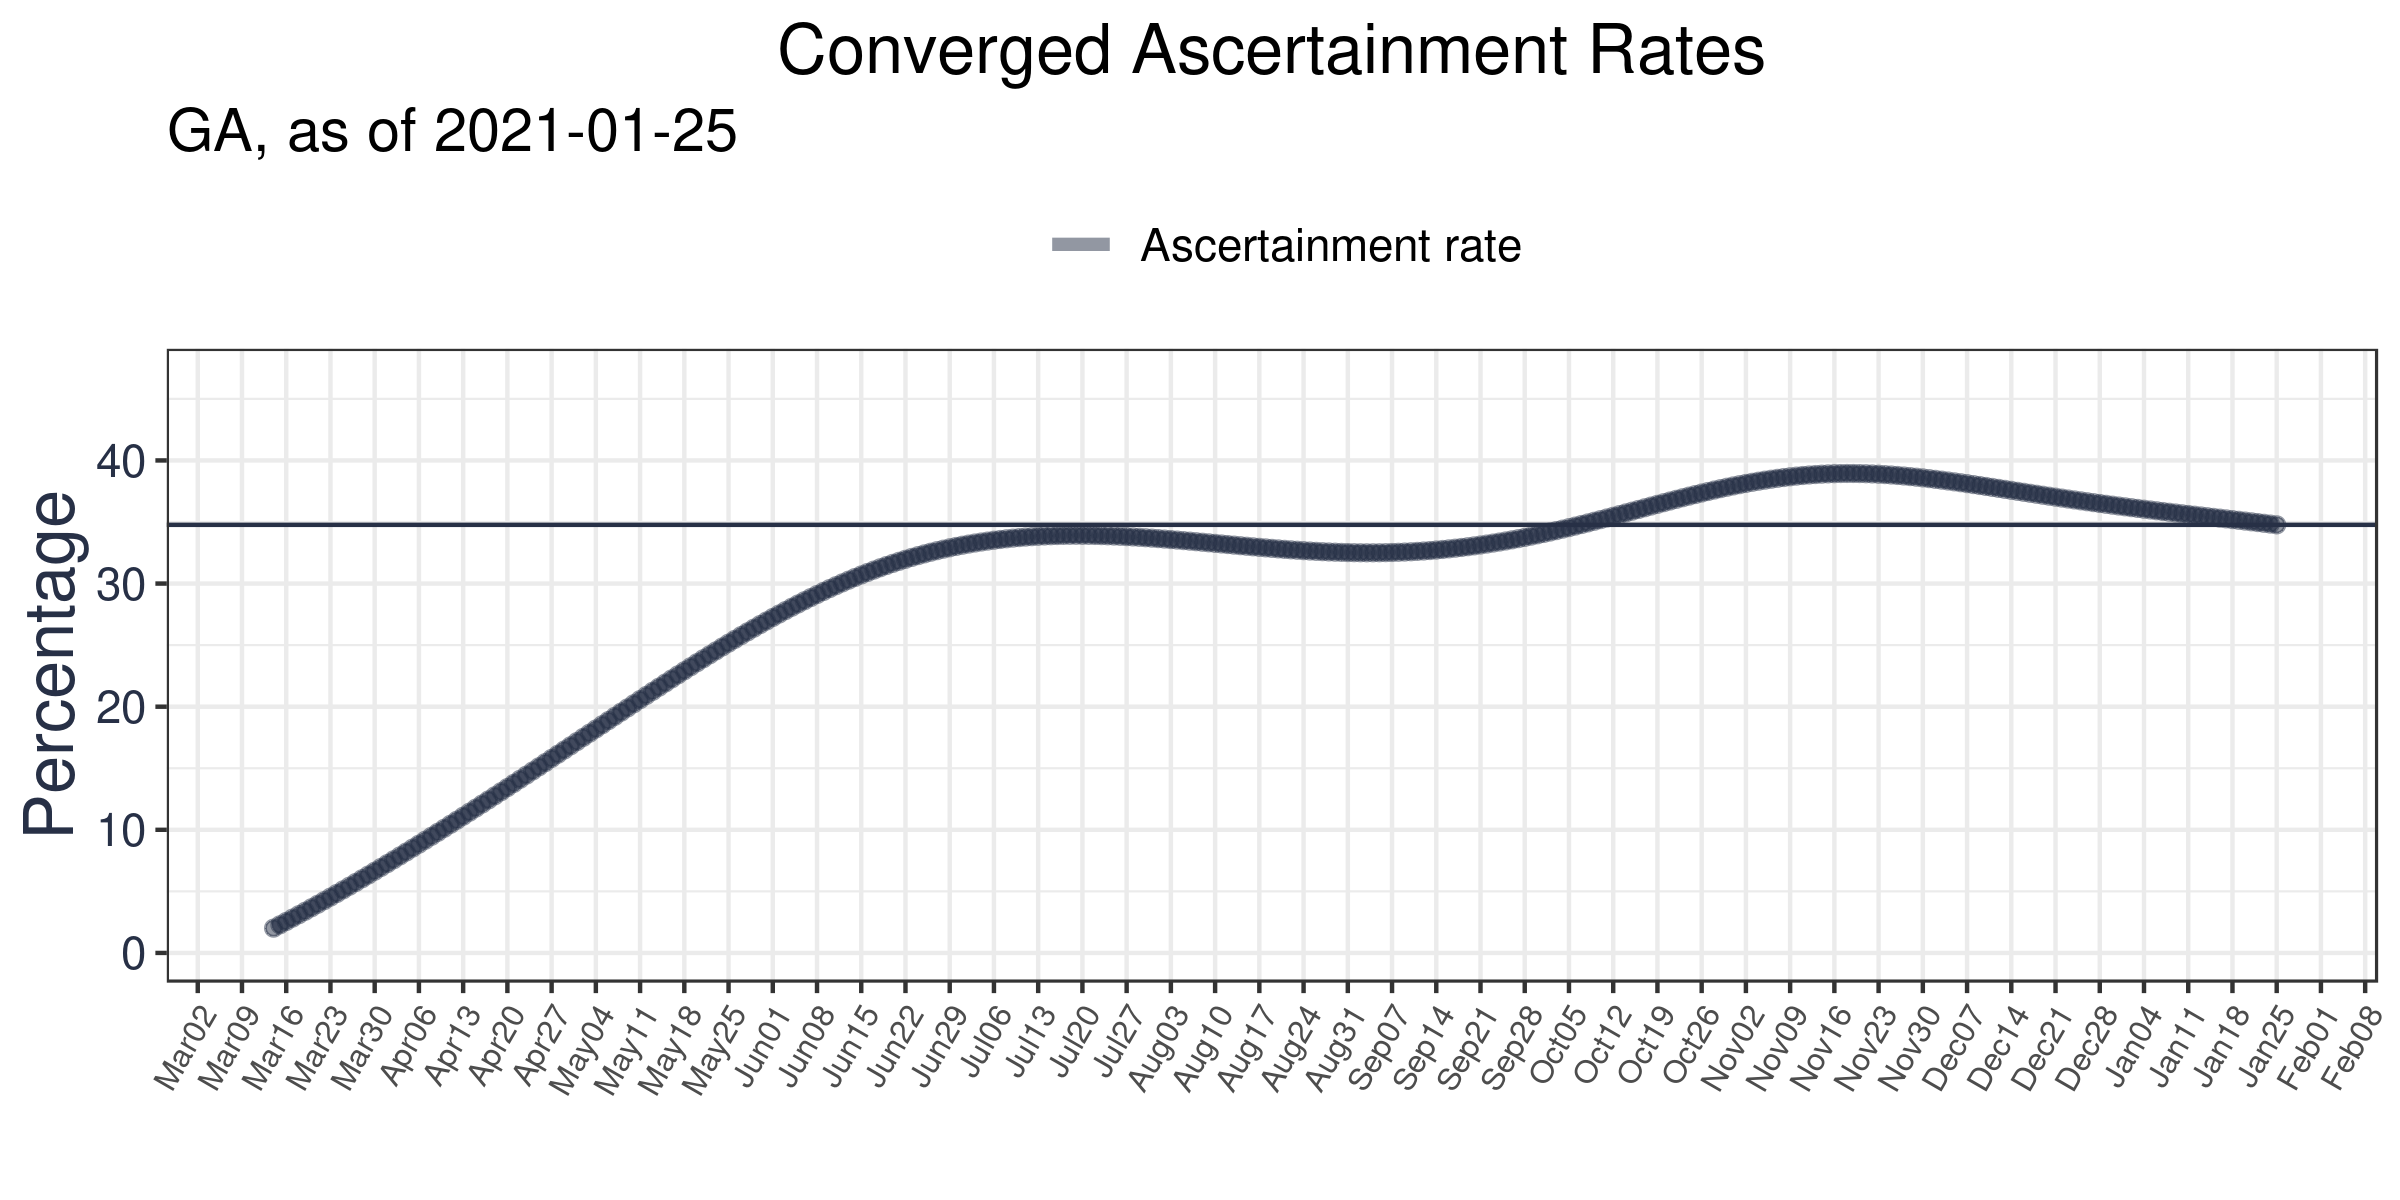 Converged Ascertainment Rates
GA, as of 2021-01-25
Ascertainment rate
Percentage
40
30
20
10
0
Mar02
Mar09
Mar16
Mar23
Mar30
Apr06
Apr13
Apr20
Apr27
May04
May11
May18
May25
Jun01
Jun08
Jun15
Jun22
Jun29
Jul06
Jul13
Jul20
Jul27
Aug03
Aug10
Aug17
Aug24
Aug31
Sep07
Sep14
Sep21
Sep28
Oct05
Oct12
Oct19
Oct26
Nov02
Nov09
Nov16
Nov23
Nov30
Dec07
Dec14
Dec21
Dec28
Jan04
Jan11
Jan18
Jan25
Feb01
Feb08